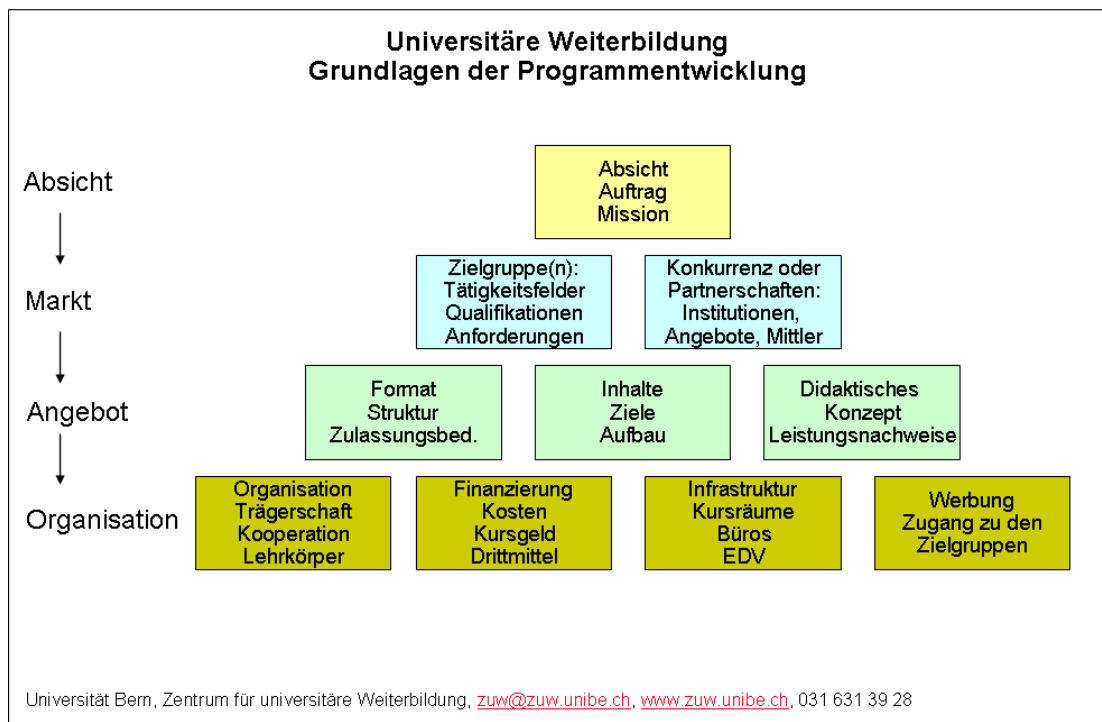 Universitäre Weiterbildung
Grundlagen der Programmentwicklung
Absicht
Absicht
Auftrag
Mission
Markt
Zielgruppe(n):
Tätigkeitsfelder
Qualifikationen
Anforderungen
Konkurrenz oder
Partnerschaften:
Institutionen,
Angebote, Mittler
Angebot
Format
Struktur
Zulassungsbed.
Inhalte
Ziele
Aufbau
Didaktisches
Konzept
Leistungsnachweise
Organisation
Organisation
Trägerschaft
Kooperation
Lehrkörper
Finanzierung
Kosten
Kursgeld
Drittmittel
Infrastruktur
Kursräume
Büros
EDV
Werbung
Zugang zu den
Zielgruppen
Universität Bern, Zentrum für universitäre Weiterbildung, zuw@zuw.unibe.ch, www.zuw.unibe.ch, 031 631 39 28